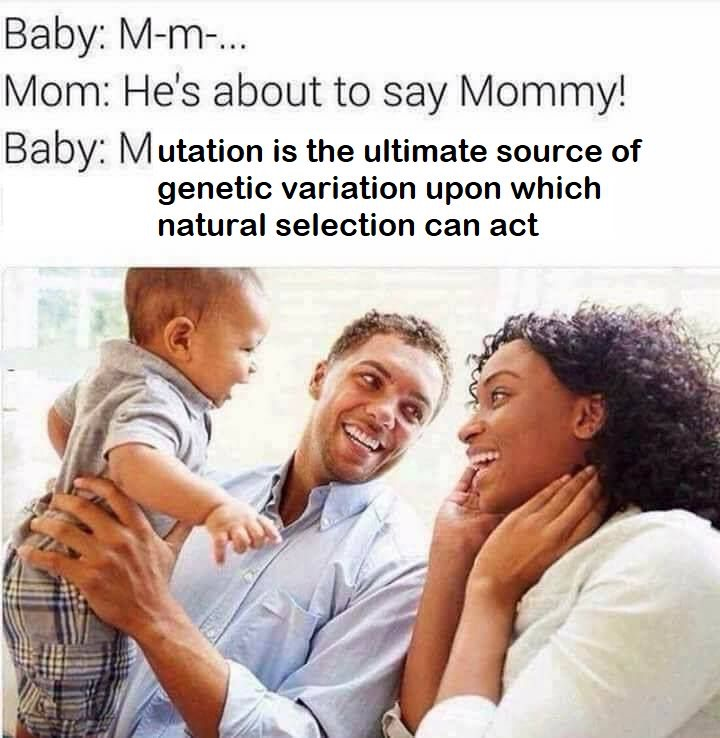 Baby: M-m-...
Mom: He's about to say Mommy!
Baby: Mutation is the ultimate source of
genetic variation upon which
natural selection can act